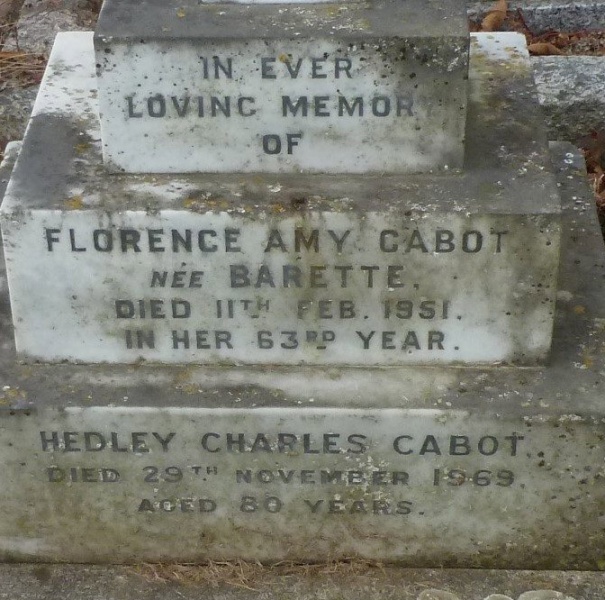 IN EVER
LOVING MEMORY
OF
FLORENCE AMY CABOT
NÉE BARETTE.
DIED 11TH FEB. 1951.
IN HER 63RD YEAR.
HEDLEY CHARLES CABOT.
DIED 29TH NOVEMBER 1969.
AGED 80 YEARS.